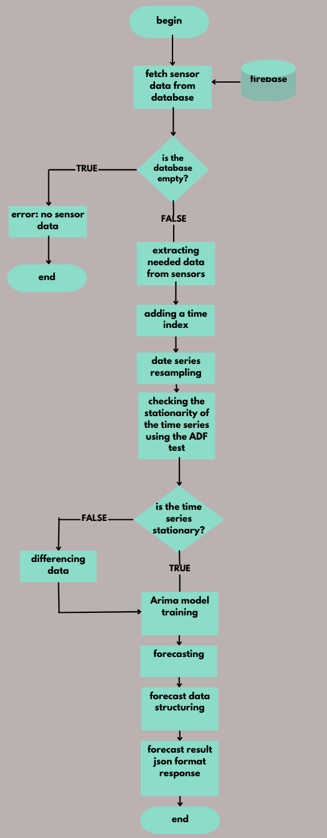 begin
fetch sensor
data from
database
firebase
is the
database
empty?
TRUE
FALSE
error: no sensor
data
end
extracting
needed data
from sensors
adding a time
index
date series
resampling
checking the
stationarity of
the time series
using the ADF
test
is the time
series
stationary?
FALSE
TRUE
differencing
data
Arima model
training
forecasting
forecast data
structuring
forecast result
json format
response
end